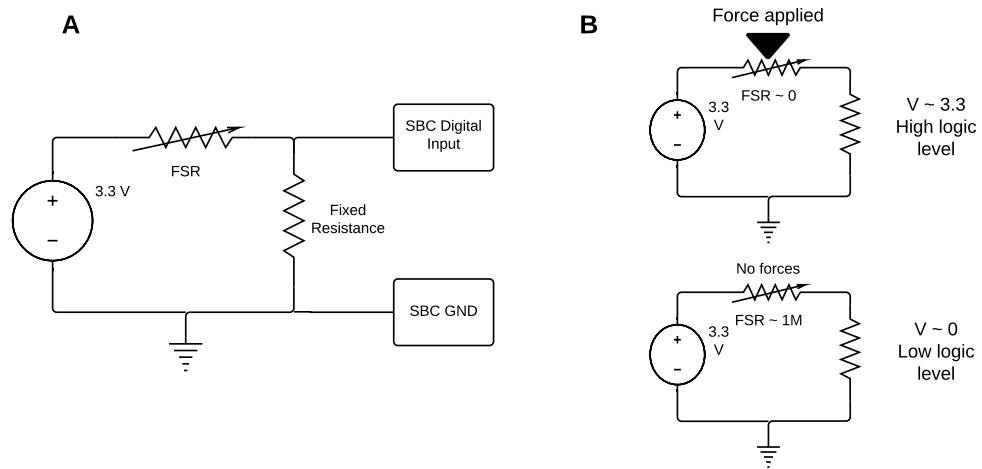 A
SBC Digital
Input
FSR
3.3 V
+
−
Fixed
Resistance
SBC GND
B
Force applied
FSR ~ 0
3.3
V
+
−
V ~ 3.3
High logic
level
No forces
FSR ~ 1M
3.3
V
+
−
V ~ 0
Low logic
level